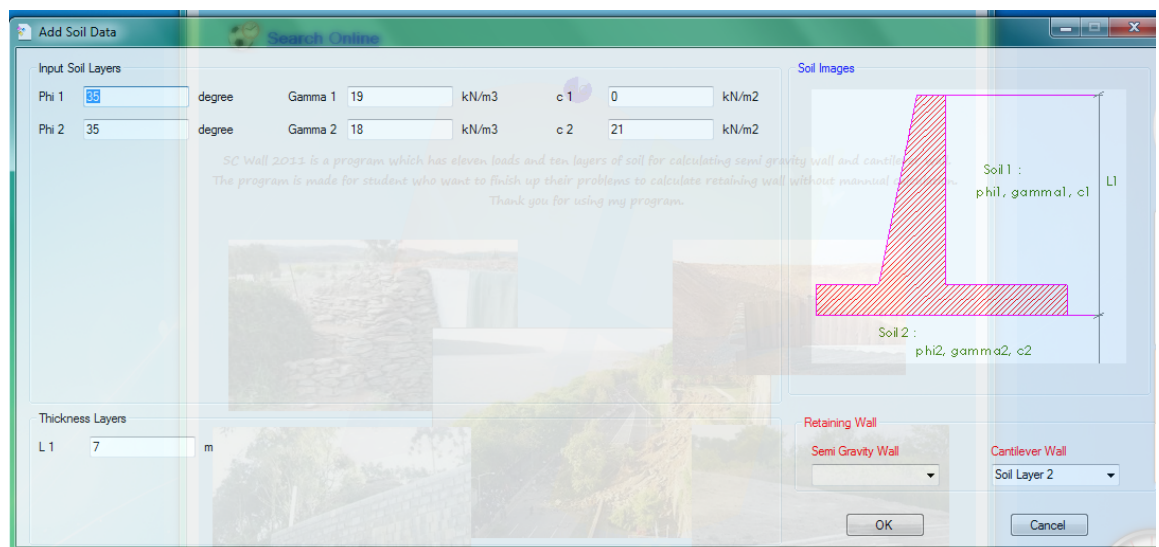 Add Soil Data
Search Online
Input Soil Layers
Phi 1 35 degree Gamma 1 19 kN/m3 c 1 0 kN/m2
Phi 2 35 degree Gamma 2 18 kN/m3 c 2 21 kN/m2
SC Wall 2011 is a program which has eleven loads and ten layers of soil for calculating semi gravity wall and
The program is made for student who want to finish up their problems to calculate retaining wall without mannual
Thank you for using my program.
Soil Images
Soil 1 :
phi1, gamma1, c1
L1
Soil 2 :
phi2, gamma2, c2
Thickness Layers
L 1 7 m
Retaining Wall
Semi Gravity Wall Cantilever Wall
Soil Layer 2
OK Cancel